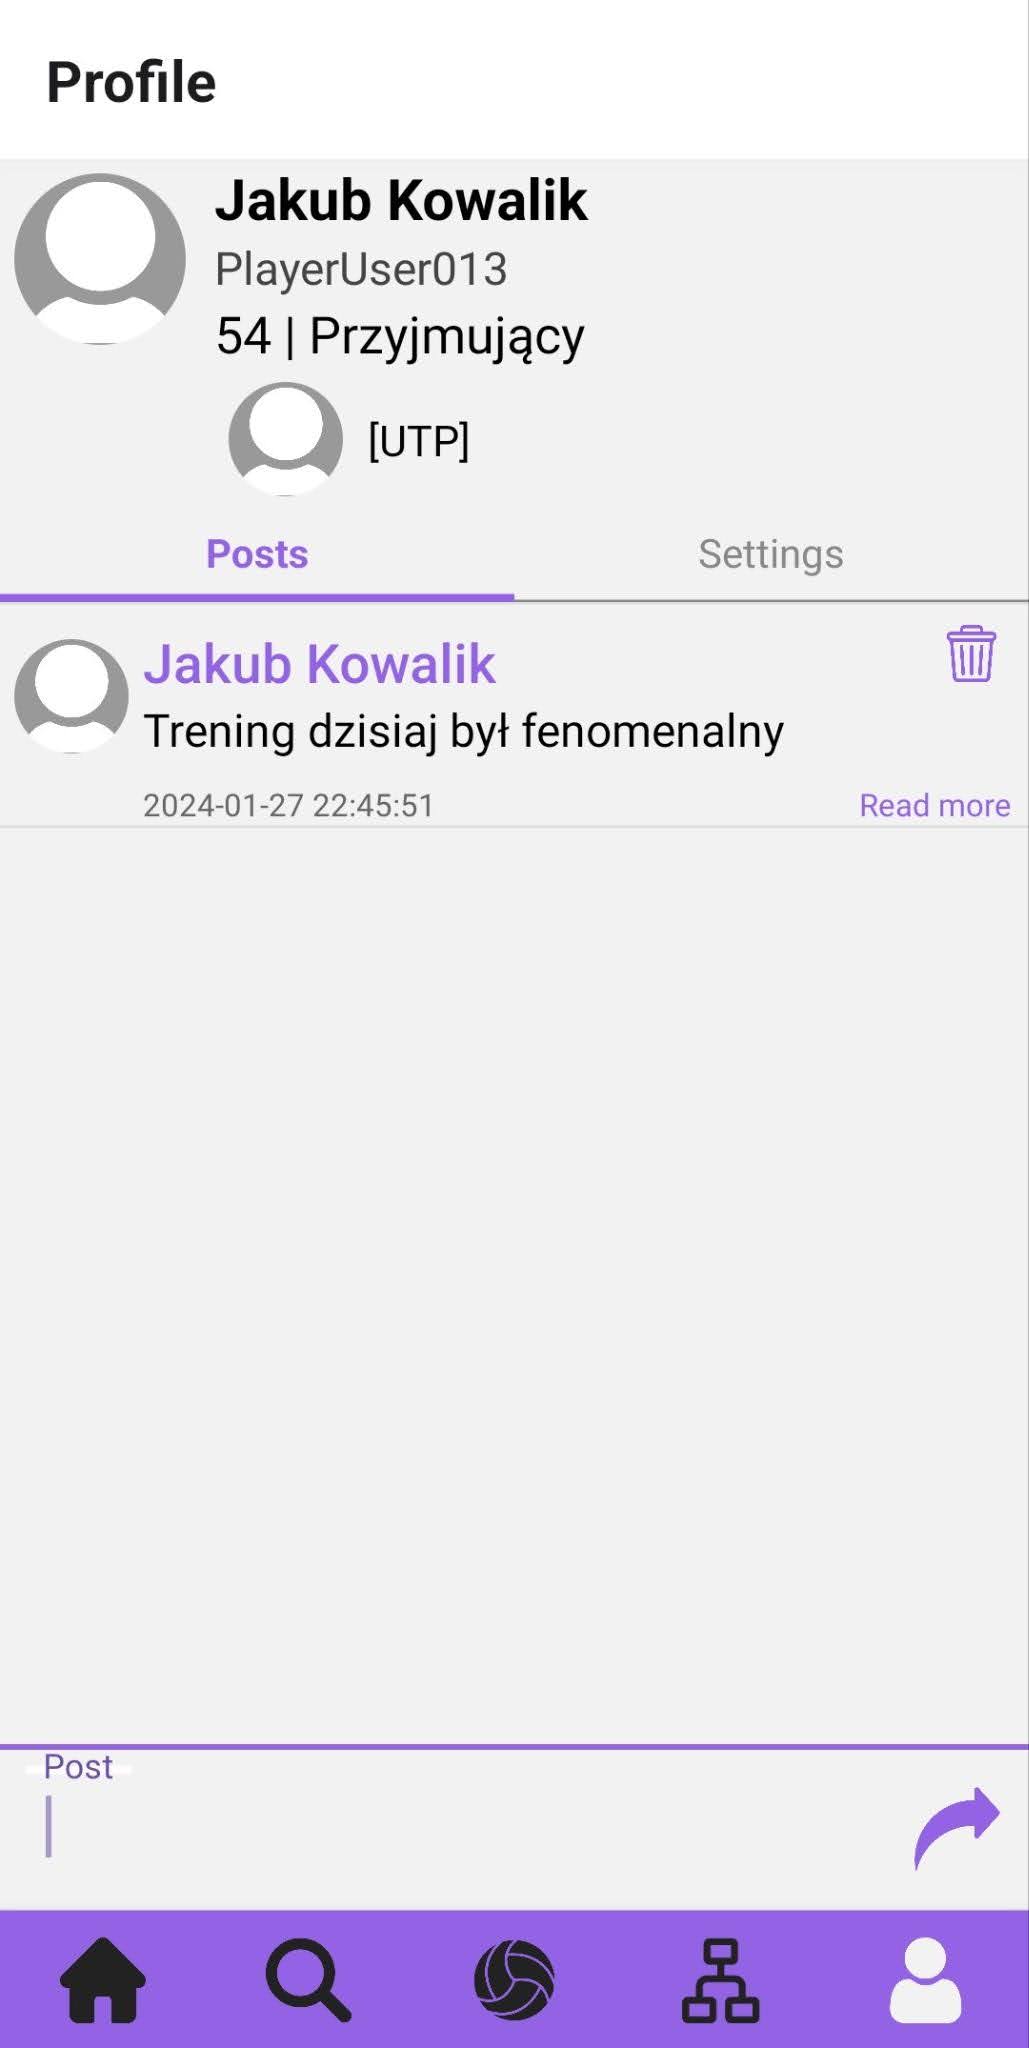 Profile
Jakub Kowalik
PlayerUser013
54 | Przyjmujący
[UTP]
Posts Settings
Jakub Kowalik
Trening dzisiaj był fenomenalny
2024-01-27 22:45:51 Read more
Post